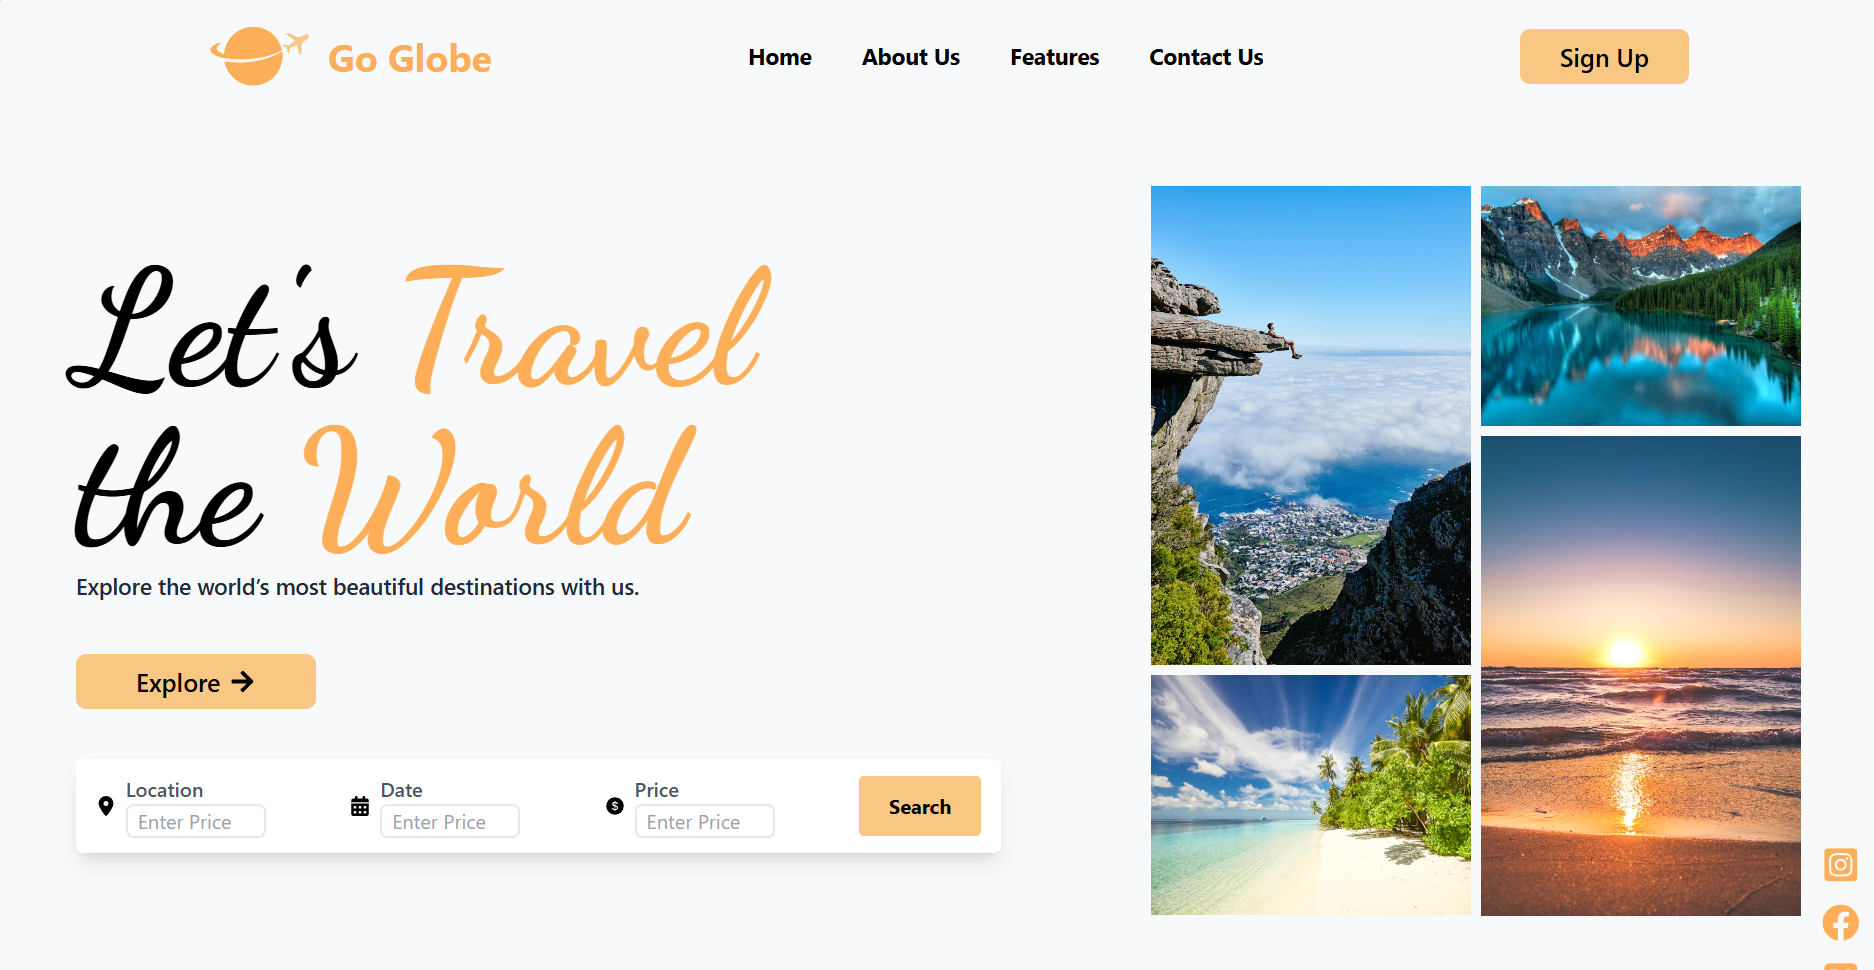 Go Globe
Home About Us Features Contact Us
Sign Up
Let's Travel
the World
Explore the world’s most beautiful destinations with us.
Explore
Location Date Price
Enter Price Enter Price Enter Price
Search